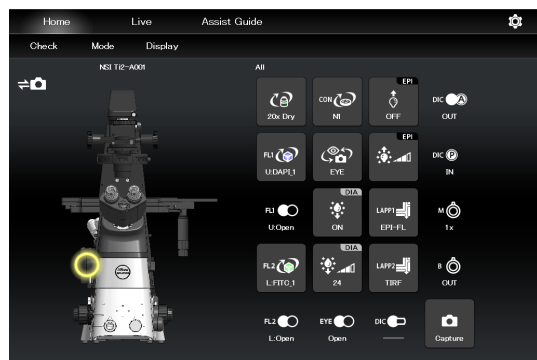 Home Live Assist Guide
Check Mode Display
NSI Ti2-A001
All
20x Dry
CON
N1
EPI
OFF
DIC A
OUT
FL1
U:DAPI_1
EYE
EPI
DIC P
IN
FL1
U:Open
DIA
ON
LAPP1
EPI-FL
M
1x
FL2
L:FITC_1
DIA
24
LAPP2
TIRF
B
OUT
FL2
L:Open
EYE
Open
DIC
Capture